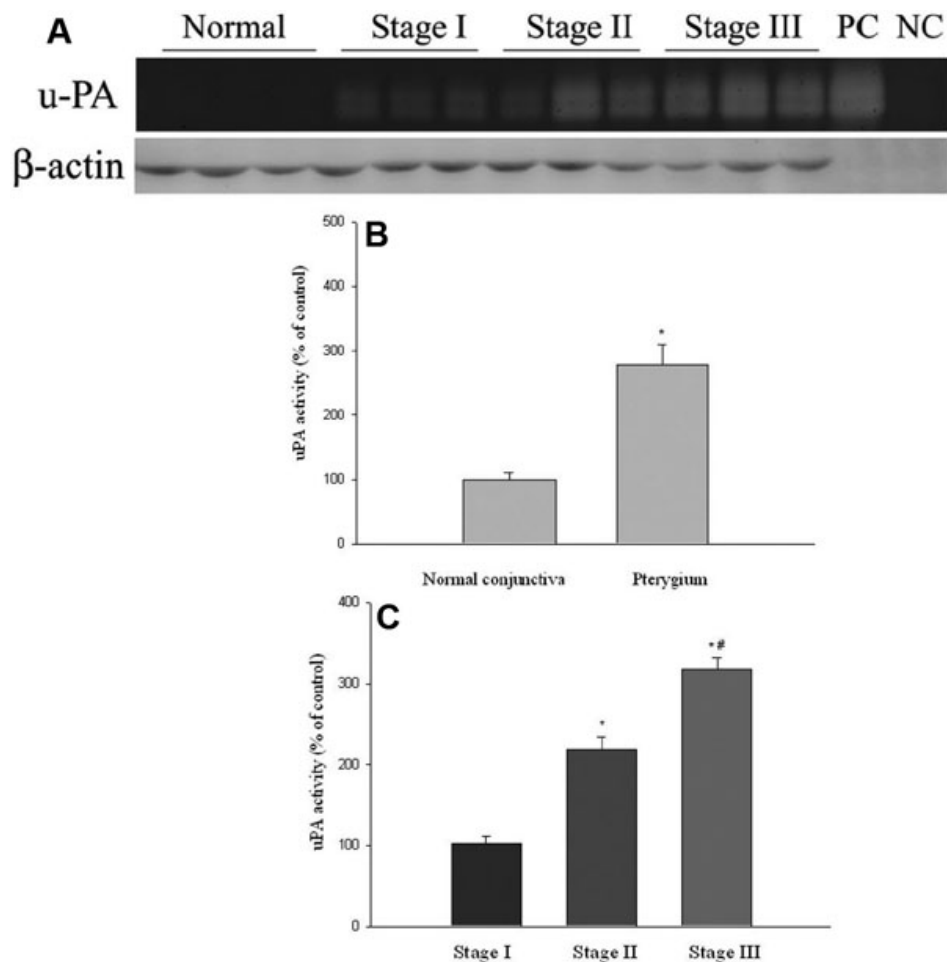 A
Normal Stage I Stage II Stage III PC NC
u-PA
β-actin
B
uPA activity (% of control)
500
400
300
200
100
0
*
Normal conjunctiva Pterygium
C
uPA activity (% of control)
400
300
200
100
0
*
*#
Stage I Stage II Stage III